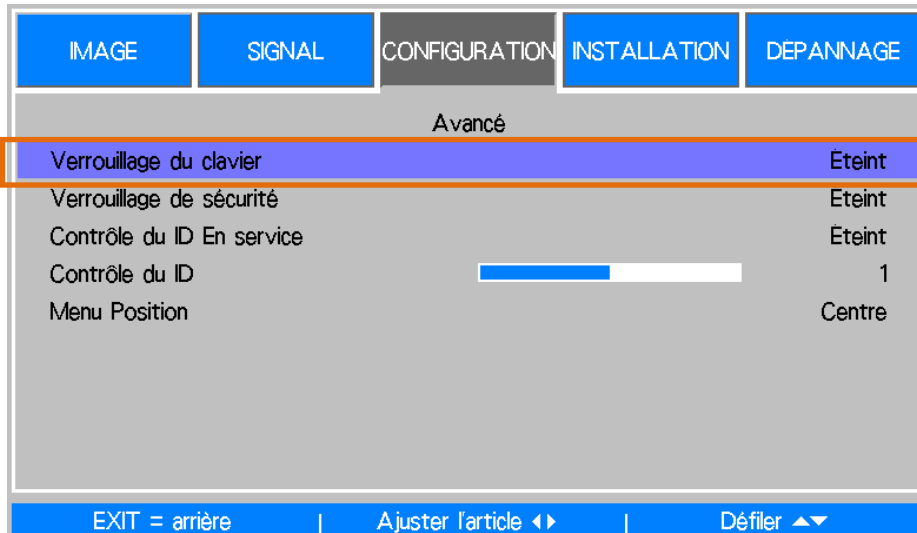 IMAGE SIGNAL CONFIGURATION INSTALLATION DÉPANNAGE
Avancé
Verrouillage du clavier Éteint
Verrouillage de sécurité Éteint
Contrôle du ID En service Éteint
Contrôle du ID 1
Menu Position Centre
EXIT = arrière | Ajuster l'article ◂▸ | Défiler ▴▾